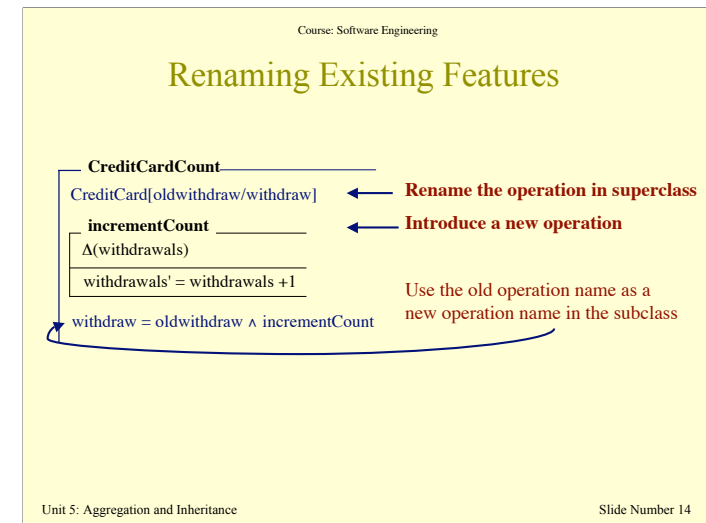 Course: Software Engineering
Renaming Existing Features
CreditCardCount
CreditCard[oldwithdraw/withdraw]
Rename the operation in superclass
incrementCount
Introduce a new operation
Δ(withdrawals)
withdrawals' = withdrawals +1
Use the old operation name as a
new operation name in the subclass
withdraw = oldwithdraw ∧ incrementCount
Unit 5: Aggregation and Inheritance
Slide Number 14